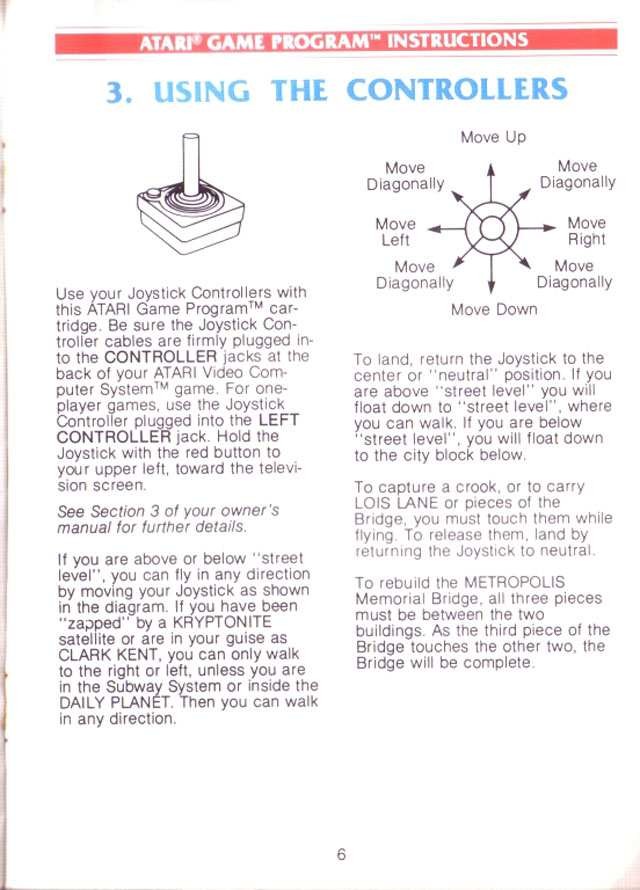 ATARI® GAME PROGRAM™ INSTRUCTIONS
3. USING THE CONTROLLERS
Use your Joystick Controllers with
this ATARI Game Program™ car-
tridge. Be sure the Joystick Con-
troller cables are firmly plugged in-
to the CONTROLLER jacks at the
back of your ATARI Video Com-
puter System™ game. For one-
player games, use the Joystick
Controller plugged into the LEFT
CONTROLLER jack. Hold the
Joystick with the red button to
your upper left, toward the televi-
sion screen.
See Section 3 of your owner's
manual for further details.
If you are above or below "street
level", you can fly in any direction
by moving your Joystick as shown
in the diagram. If you have been
"zapped" by a KRYPTONITE
satellite or are in your guise as
CLARK KENT, you can only walk
to the right or left, unless you are
in the Subway System or inside the
DAILY PLANET. Then you can walk
in any direction.
Move Up
Move
Diagonally
Move
Diagonally
Move
Left
Move
Right
Move
Diagonally
Move
Diagonally
Move Down
To land, return the Joystick to the
center or "neutral" position. If you
are above "street level" you will
float down to "street level", where
you can walk. If you are below
"street level", you will float down
to the city block below.
To capture a crook, or to carry
LOIS LANE or pieces of the
Bridge, you must touch them while
flying. To release them, land by
returning the Joystick to neutral.
To rebuild the METROPOLIS
Memorial Bridge, all three pieces
must be between the two
buildings. As the third piece of the
Bridge touches the other two, the
Bridge will be complete.
6